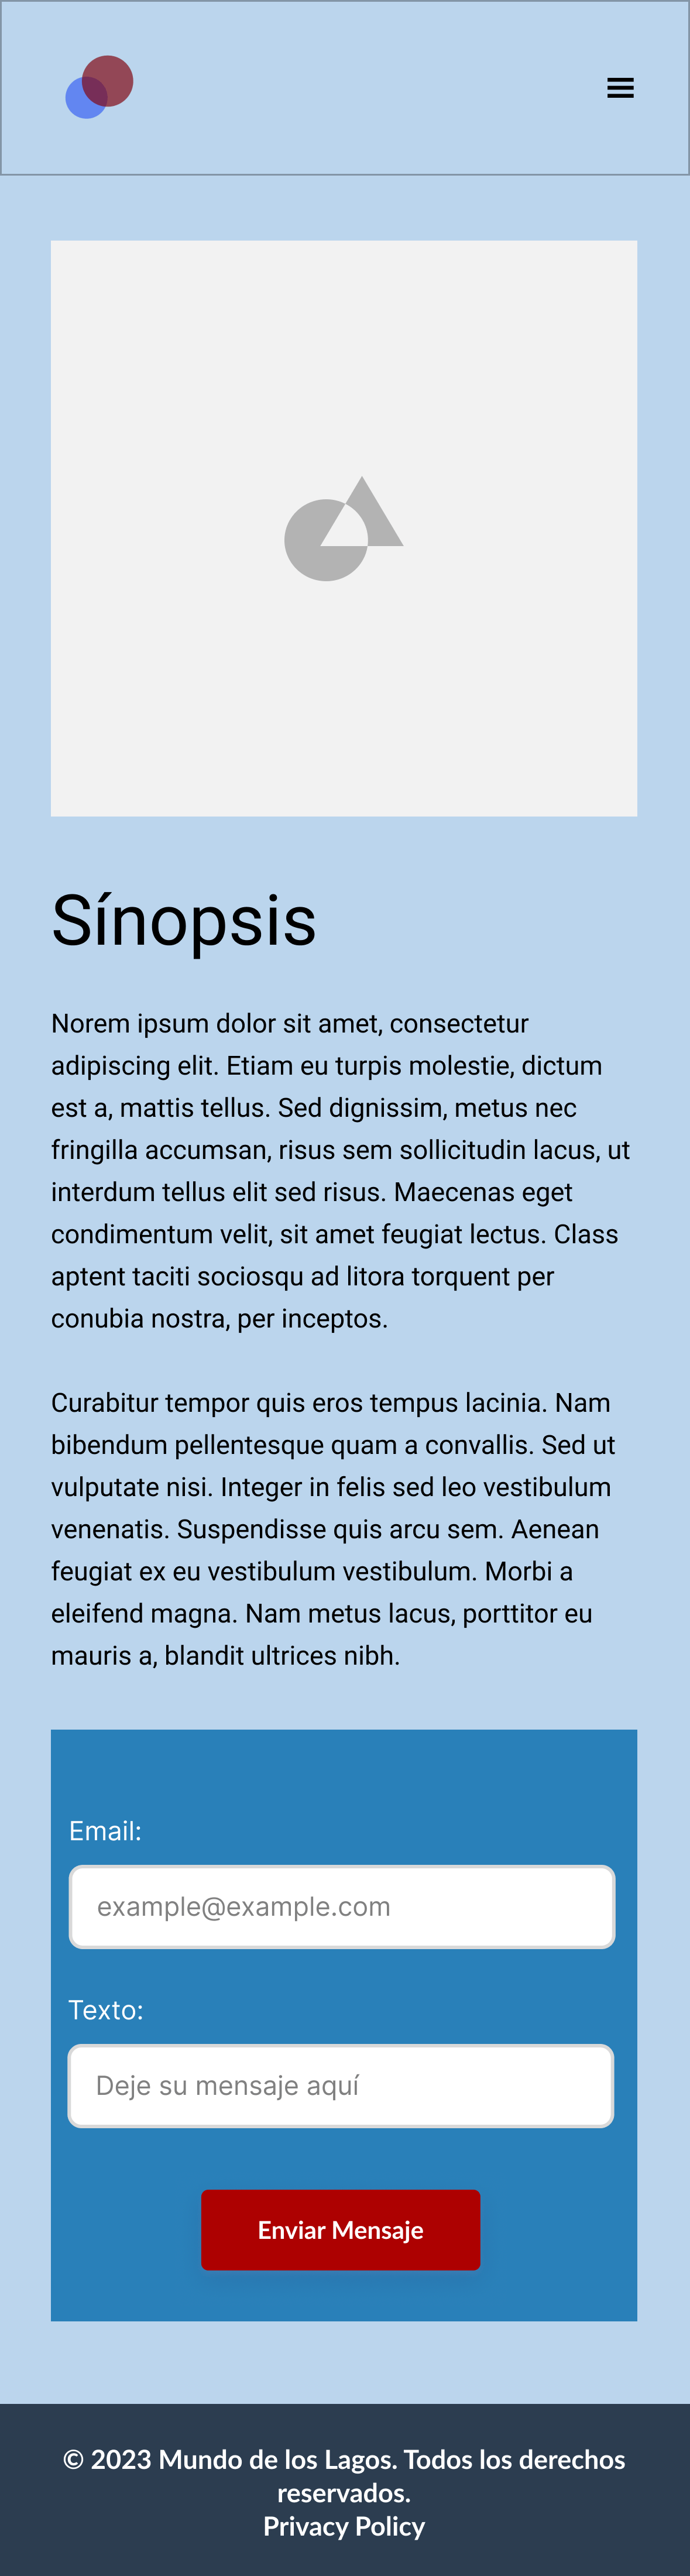 Sínopsis
Norem ipsum dolor sit amet, consectetur
adipiscing elit. Etiam eu turpis molestie, dictum
est a, mattis tellus. Sed dignissim, metus nec
fringilla accumsan, risus sem sollicitudin lacus, ut
interdum tellus elit sed risus. Maecenas eget
condimentum velit, sit amet feugiat lectus. Class
aptent taciti sociosqu ad litora torquent per
conubia nostra, per inceptos.
Curabitur tempor quis eros tempus lacinia. Nam
bibendum pellentesque quam a convallis. Sed ut
vulputate nisi. Integer in felis sed leo vestibulum
venenatis. Suspendisse quis arcu sem. Aenean
feugiat ex eu vestibulum vestibulum. Morbi a
eleifend magna. Nam metus lacus, porttitor eu
mauris a, blandit ultrices nibh.
Email:
example@example.com
Texto:
Deje su mensaje aquí
Enviar Mensaje
© 2023 Mundo de los Lagos. Todos los derechos
reservados.
Privacy Policy